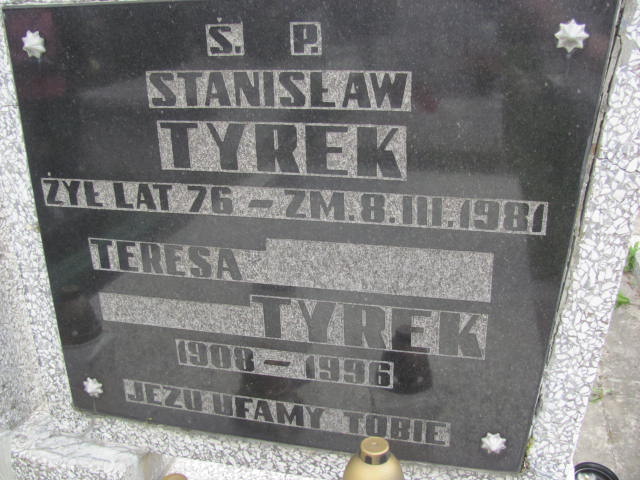 S. P.
STANISŁAW
TYREK
ŻYŁ LAT 76 - ZM. 8.III.1981
TERESA
TYREK
1908 - 1996
JEZU UFAMY TOBIE